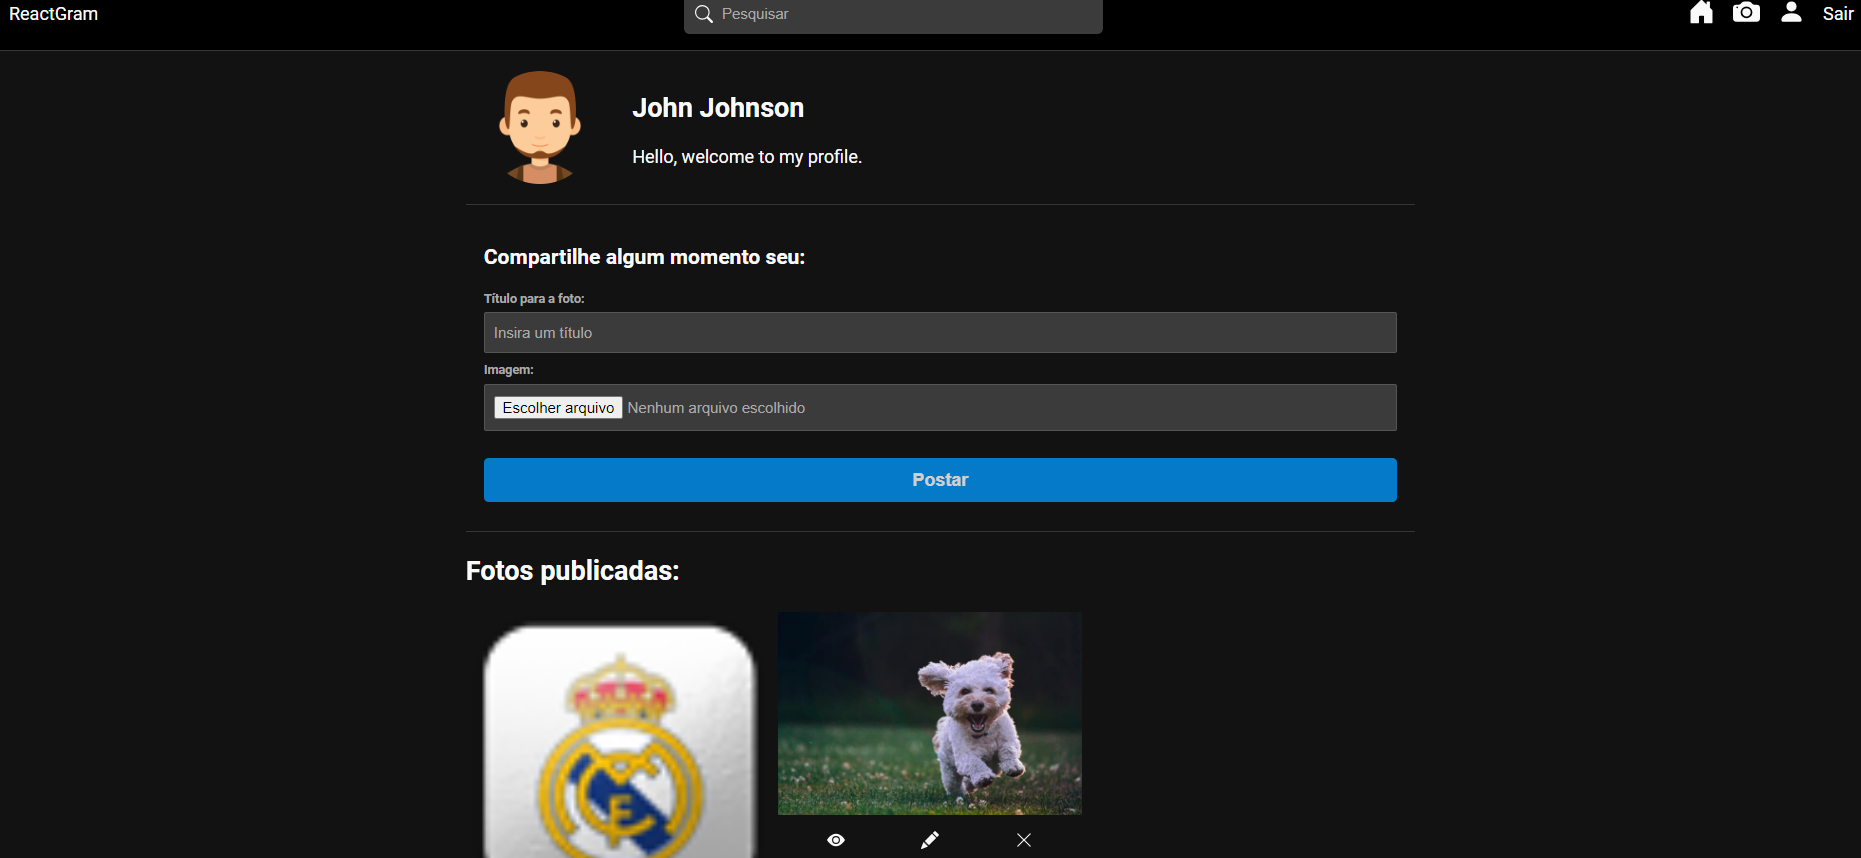 ReactGram
Pesquisar
Sair
John Johnson
Hello, welcome to my profile.
Compartilhe algum momento seu:
Título para a foto:
Insira um título
Imagem:
Escolher arquivo Nenhum arquivo escolhido
Postar
Fotos publicadas: